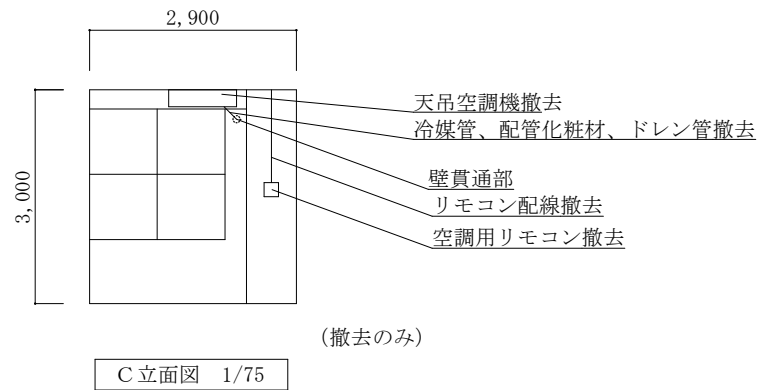 2,900
3,000
天吊空調機撤去
冷媒管、配管化粧材、ドレン管撤去
壁貫通部
リモコン配線撤去
空調用リモコン撤去
(撤去のみ)
C立面図 1/75